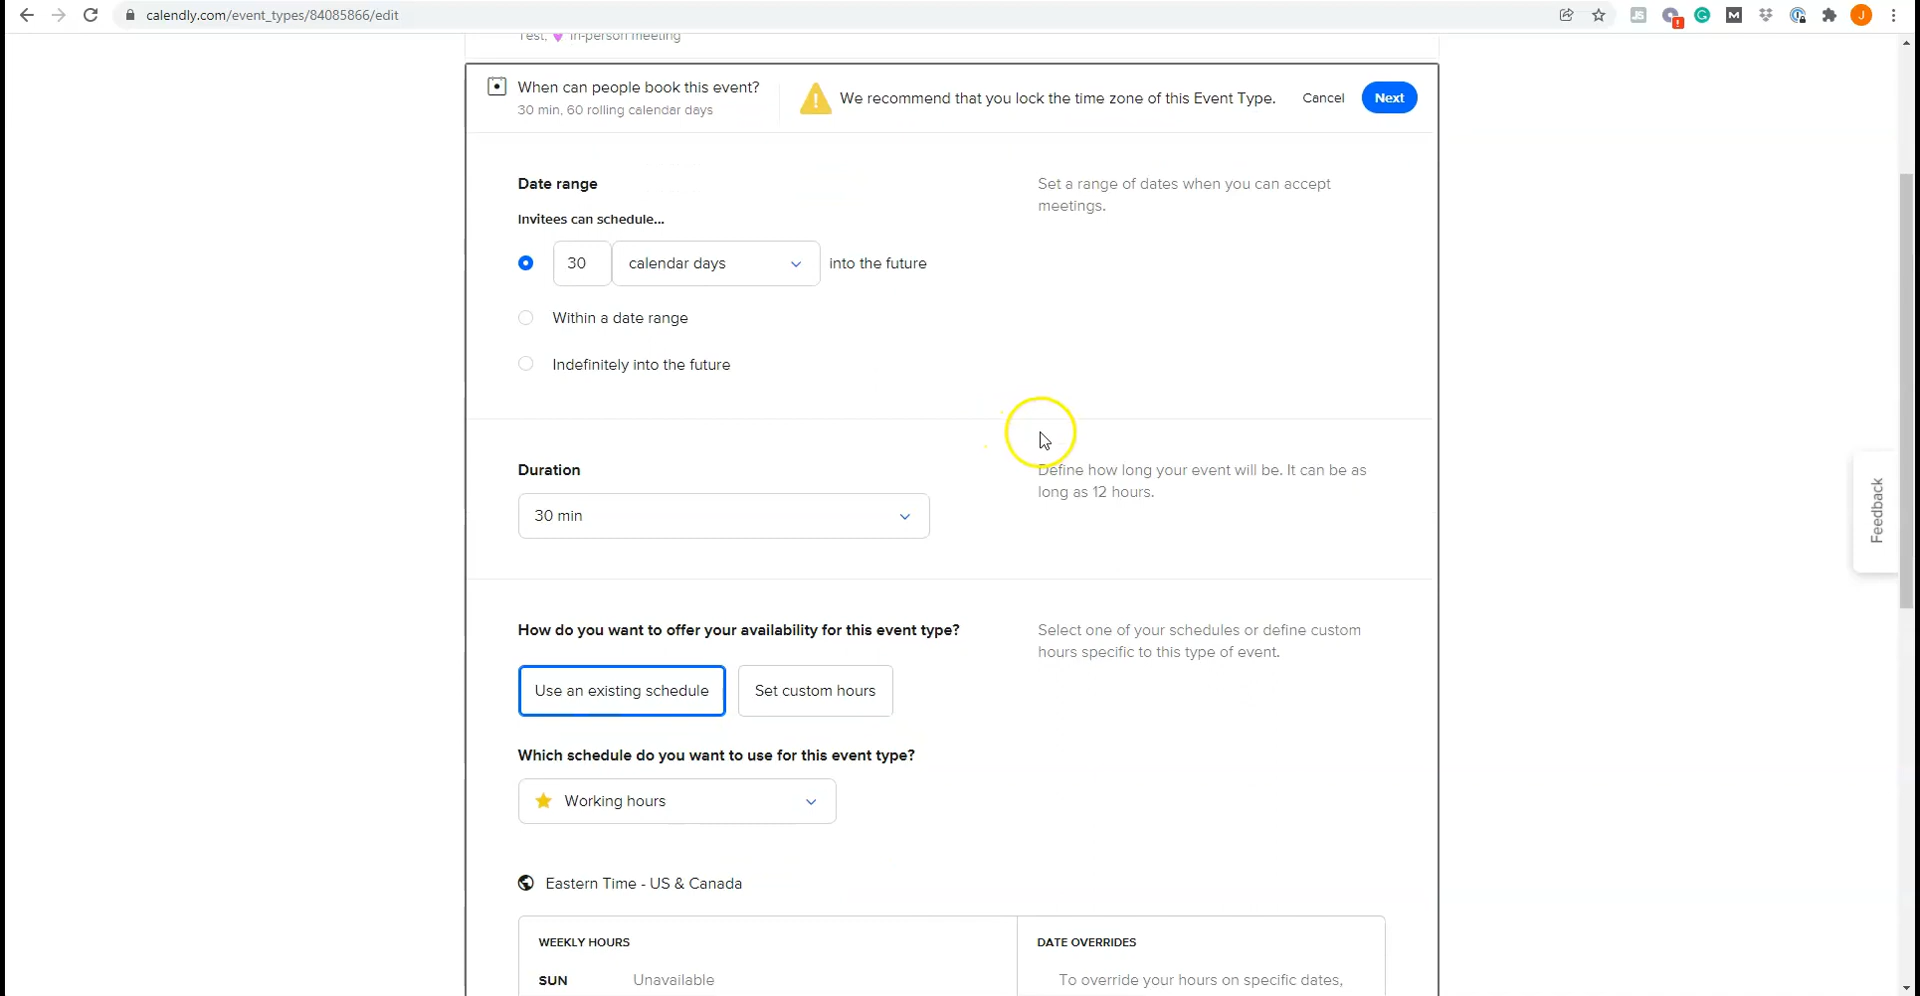 calendly.com/event_types/84085866/edit
Test, In-person meeting
When can people book this event?
30 min, 60 rolling calendar days
We recommend that you lock the time zone of this Event Type.
Cancel
Next
Date range
Set a range of dates when you can accept
meetings.
Invitees can schedule...
30 calendar days into the future
Within a date range
Indefinitely into the future
Duration
Define how long your event will be. It can be as
long as 12 hours.
30 min
Feedback
How do you want to offer your availability for this event type?
Select one of your schedules or define custom
hours specific to this type of event.
Use an existing schedule
Set custom hours
Which schedule do you want to use for this event type?
Working hours
Eastern Time - US & Canada
WEEKLY HOURS
DATE OVERRIDES
SUN Unavailable
To override your hours on specific dates,